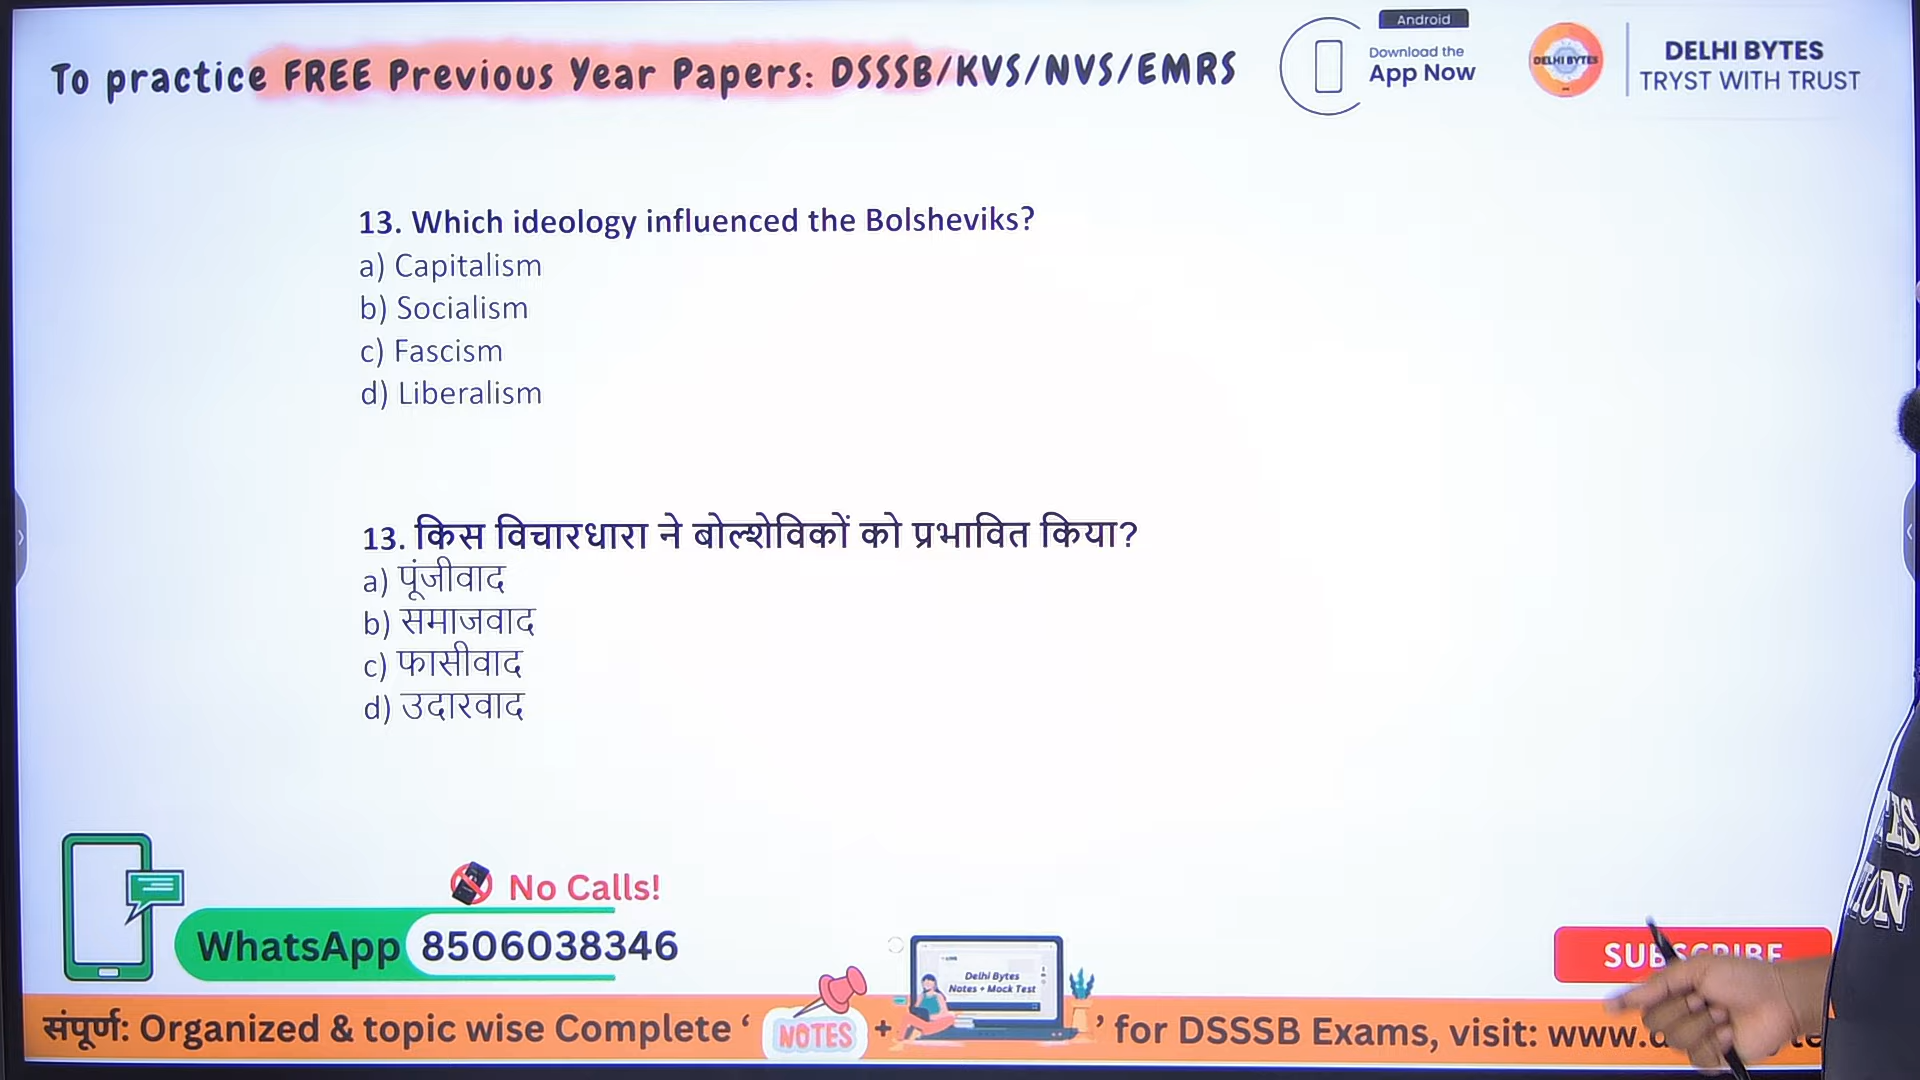 To practice FREE Previous Year Papers: DSSSB/KVS/NVS/EMRS
Android
Download the
App Now
DELHI BYTES
DELHI BYTES
TRYST WITH TRUST
13. Which ideology influenced the Bolsheviks?
a) Capitalism
b) Socialism
c) Fascism
d) Liberalism
13. किस विचारधारा ने बोल्शेविकों को प्रभावित किया?
a) पूंजीवाद
b) समाजवाद
c) फासीवाद
d) उदारवाद
No Calls!
WhatsApp 8506038346
SUBSCRIBE
Delhi Bytes
Notes + Mock Test
संपूर्ण: Organized & topic wise Complete ‘ NOTES + ’ for DSSSB Exams, visit: